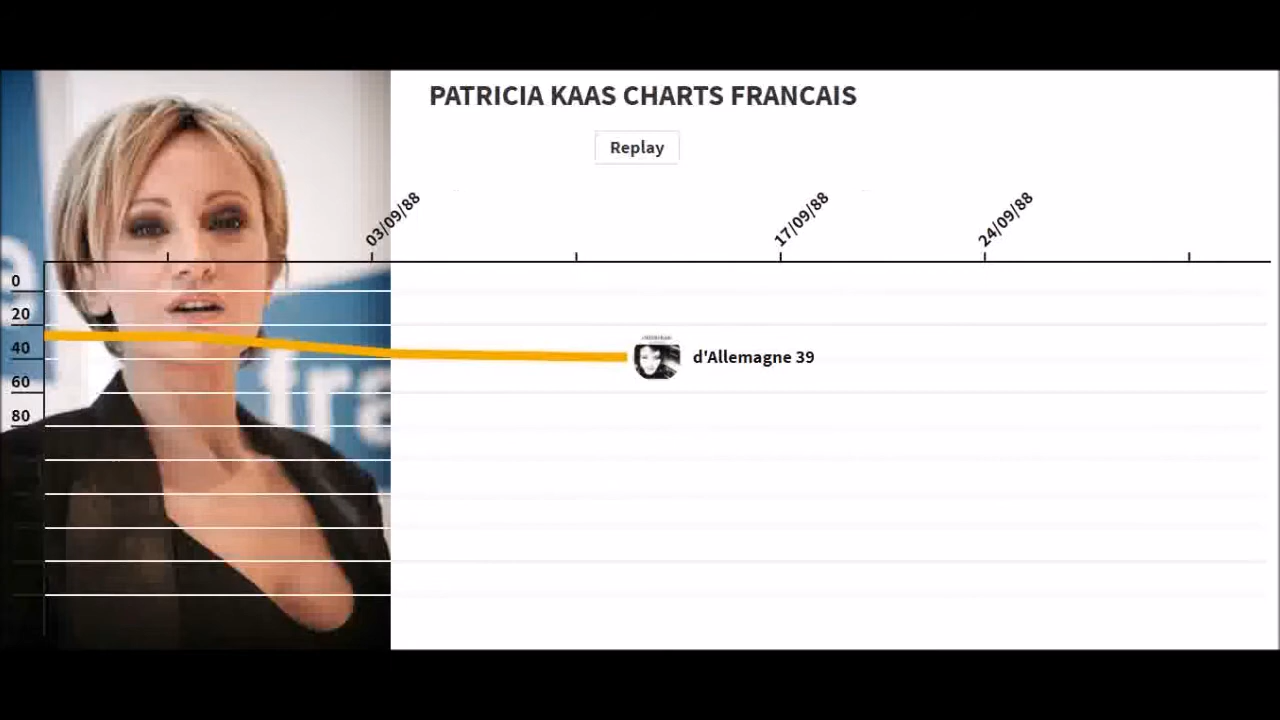 PATRICIA KAAS CHARTS FRANCAIS
Replay
03/09/88
17/09/88
24/09/88
0
20
40
60
80
d'Allemagne 39
fra